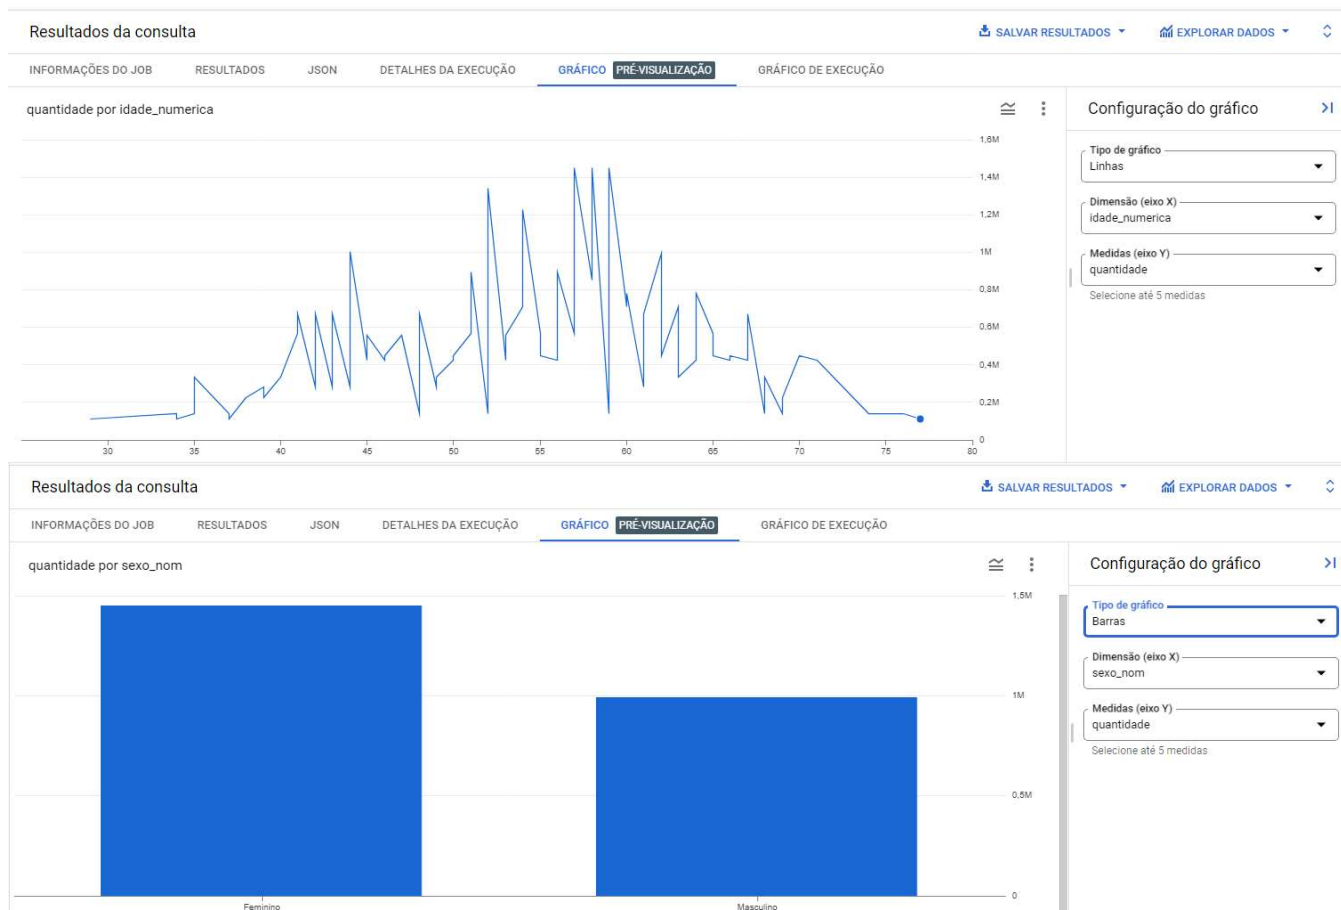 Resultados da consulta
SALVAR RESULTADOS
EXPLORAR DADOS
INFORMAÇÕES DO JOB
RESULTADOS
JSON
DETALHES DA EXECUÇÃO
GRÁFICO PRÉ-VISUALIZAÇÃO
GRÁFICO DE EXECUÇÃO
quantidade por idade_numerica
1,6M
1,4M
1,2M
1M
0,8M
0,6M
0,4M
0,2M
0
30 35 40 45 50 55 60 65 70 75 80
Configuração do gráfico
Tipo de gráfico
Linhas
Dimensão (eixo X)
idade_numerica
Medidas (eixo Y)
quantidade
Selecione até 5 medidas
Resultados da consulta
SALVAR RESULTADOS
EXPLORAR DADOS
INFORMAÇÕES DO JOB
RESULTADOS
JSON
DETALHES DA EXECUÇÃO
GRÁFICO PRÉ-VISUALIZAÇÃO
GRÁFICO DE EXECUÇÃO
quantidade por sexo_nom
1,5M
1M
0,5M
0
Feminino Masculino
Configuração do gráfico
Tipo de gráfico
Barras
Dimensão (eixo X)
sexo_nom
Medidas (eixo Y)
quantidade
Selecione até 5 medidas